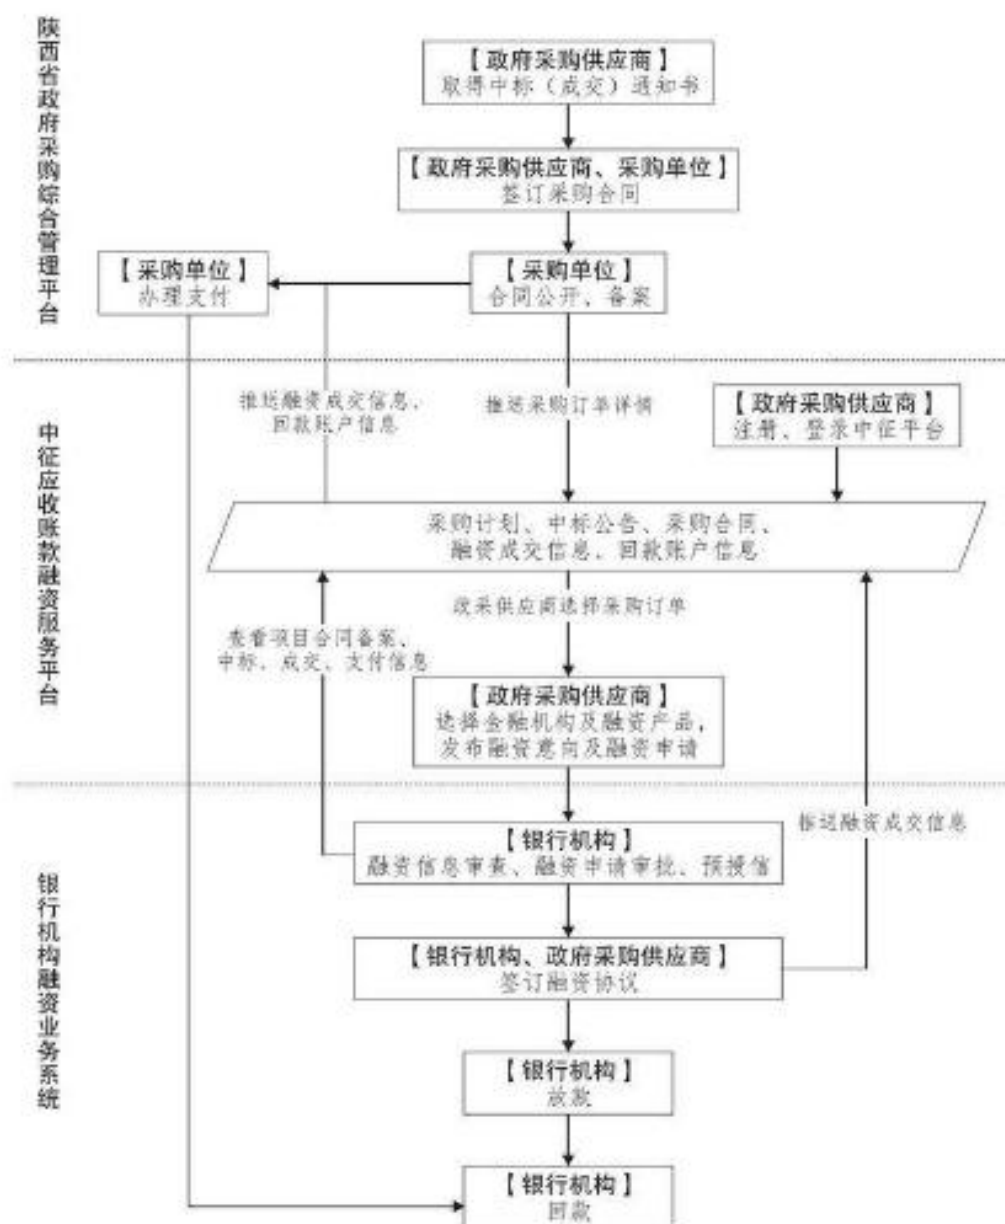 陕西省政府采购综合管理平台
【政府采购供应商】
取得中标（成交）通知书
【政府采购供应商、采购单位】
签订采购合同
【采购单位】
办理支付
【采购单位】
合同公开、备案
中征应收账款融资服务平台
推送融资成交信息、
回款账户信息
推送采购订单详情
【政府采购供应商】
注册、登录中征平台
采购计划、中标公告、采购合同、
融资成交信息、回款账户信息
政采供应商选择采购订单
查看项目合同备案、
中标、成交、支付信息
【政府采购供应商】
选择金融机构及融资产品，
发布融资意向及融资申请
银行机构融资业务系统
推送融资成交信息
【银行机构】
融资信息审查、融资申请审批、预授信
【银行机构、政府采购供应商】
签订融资协议
【银行机构】
放款
【银行机构】
回款